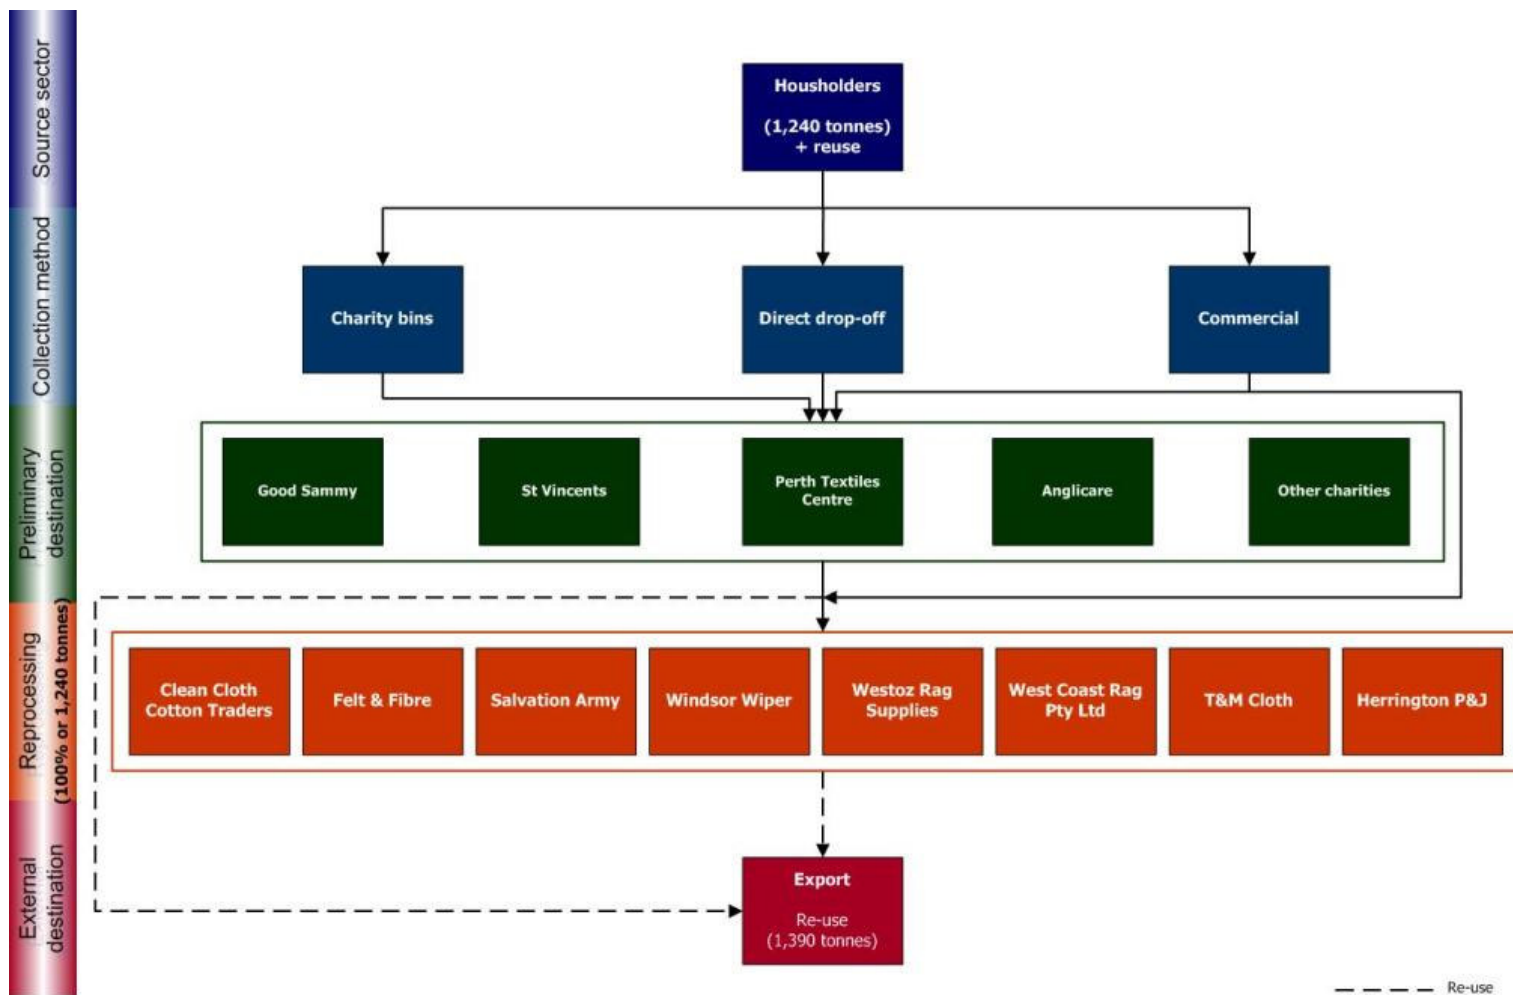 Source sector
Housholders
(1,240 tonnes)
+ reuse
Collection method
Charity bins
Direct drop-off
Commercial
Preliminary
destination
Good Sammy
St Vincents
Perth Textiles
Centre
Anglicare
Other charities
Reprocessing
(100% or 1,240 tonnes)
Clean Cloth
Cotton Traders
Felt & Fibre
Salvation Army
Windsor Wiper
Westoz Rag
Supplies
West Coast Rag
Pty Ltd
T&M Cloth
Herrington P&J
External
destination
Export
Re-use
(1,390 tonnes)
Re-use